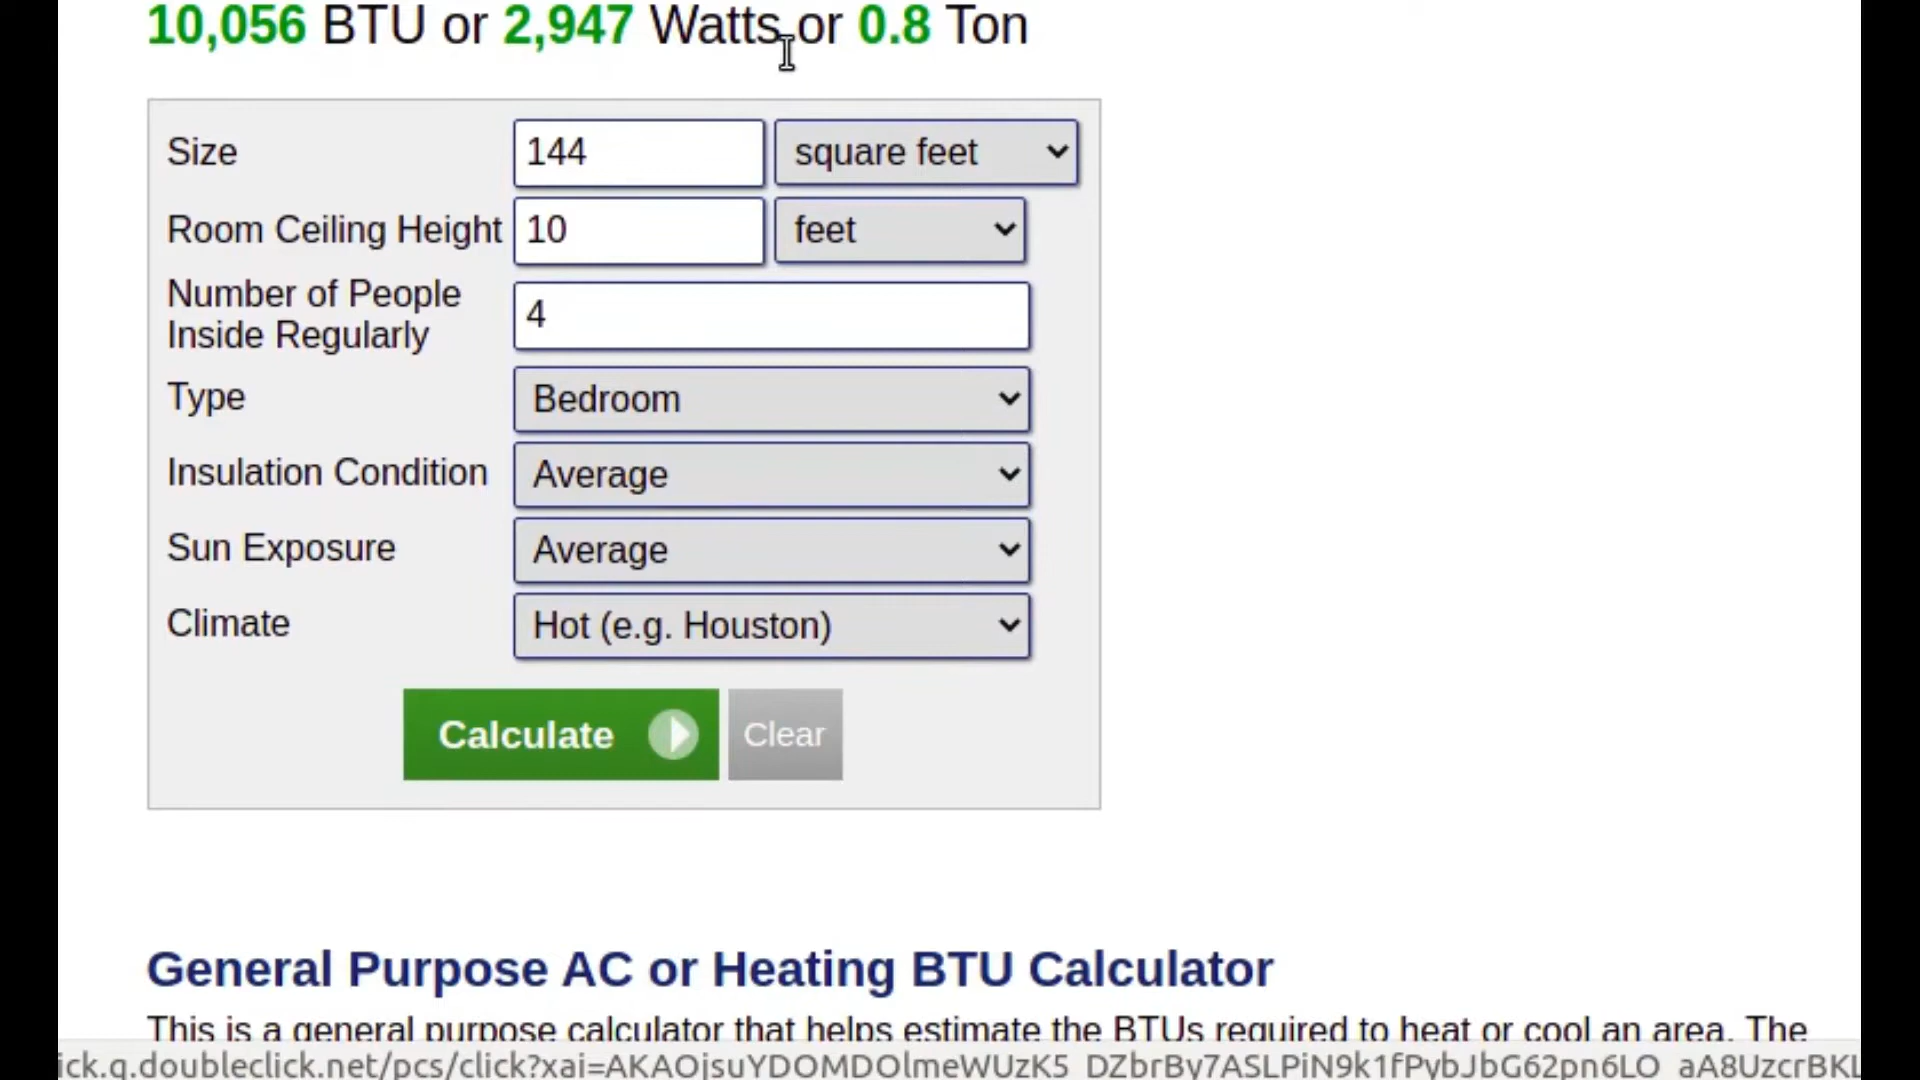 10,056 BTU or 2,947 Watts or 0.8 Ton
Size 144 square feet
Room Ceiling Height 10 feet
Number of People
Inside Regularly 4
Type Bedroom
Insulation Condition Average
Sun Exposure Average
Climate Hot (e.g. Houston)
Calculate Clear
General Purpose AC or Heating BTU Calculator
This is a general purpose calculator that helps estimate the BTUs required to heat or cool an area. The
ick.g.doubleclick.net/pcs/click?xai=AKAOjsuYDOMDOlmeWUzK5_DZbrBy7ASLPiN9k1fPybJbG62pn6LO_aA8UzcrBKL